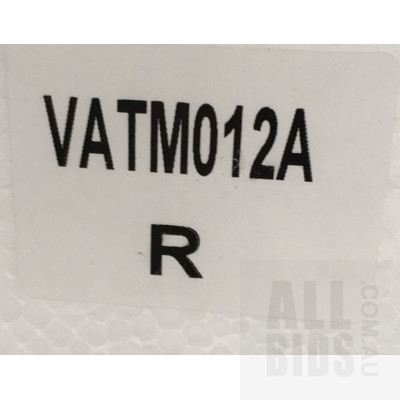 VATM012A
R
ALL
BIDS
.COM.AU